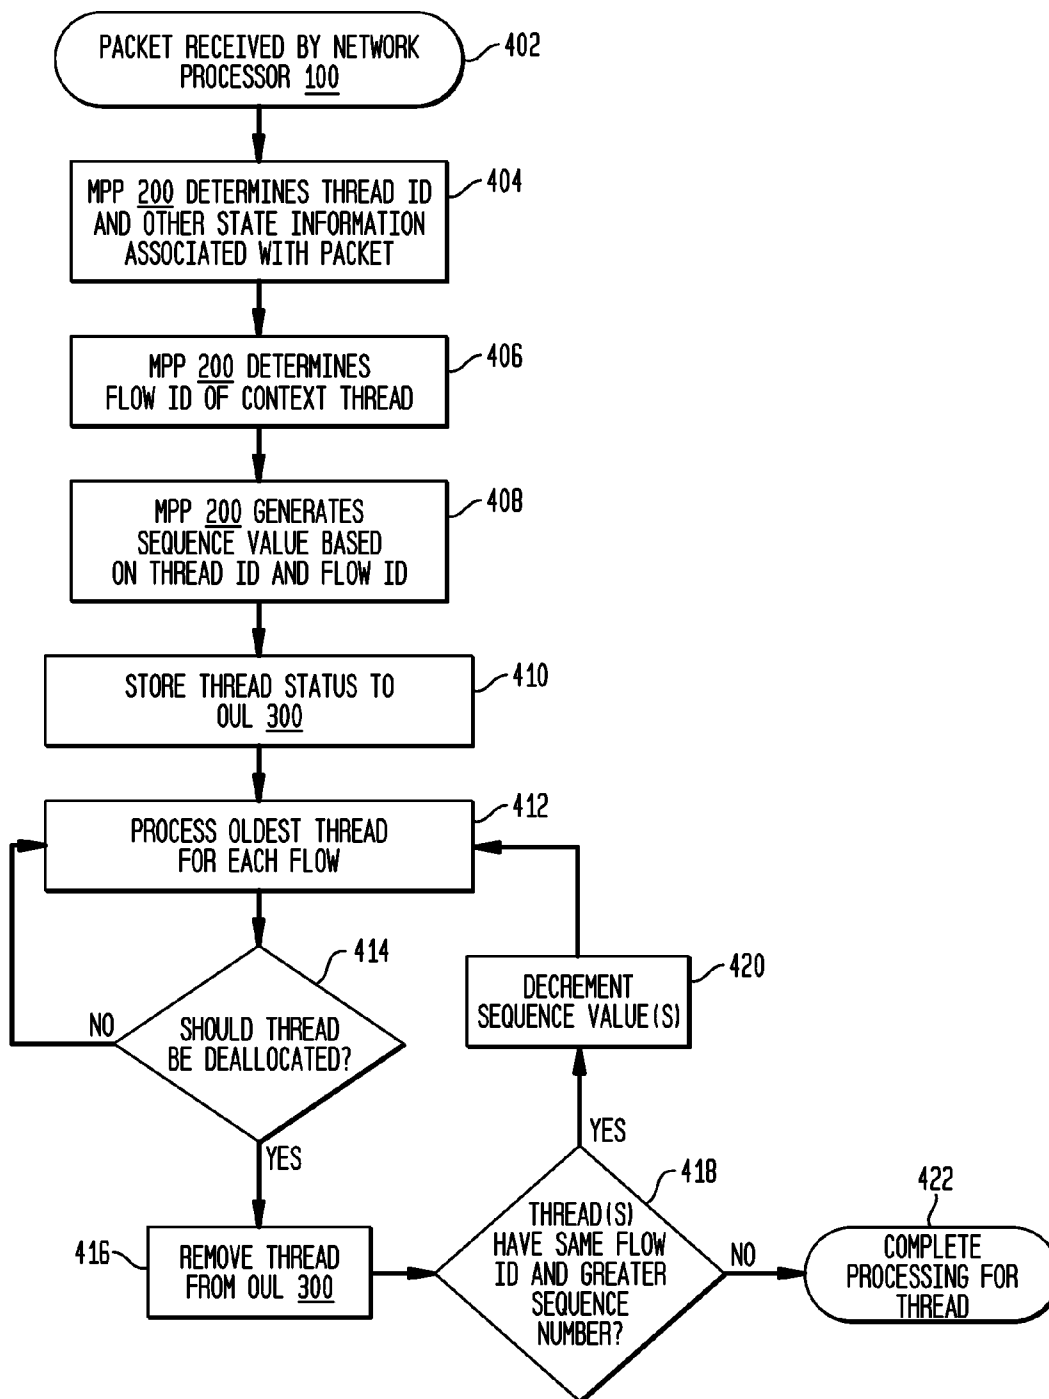 PACKET RECEIVED BY NETWORK
PROCESSOR 100
402
MPP 200 DETERMINES THREAD ID
AND OTHER STATE INFORMATION
ASSOCIATED WITH PACKET
404
MPP 200 DETERMINES
FLOW ID OF CONTEXT THREAD
406
MPP 200 GENERATES
SEQUENCE VALUE BASED
ON THREAD ID AND FLOW ID
408
STORE THREAD STATUS TO
OUL 300
410
PROCESS OLDEST THREAD
FOR EACH FLOW
412
SHOULD THREAD
BE DEALLOCATED?
414
NO
YES
DECREMENT
SEQUENCE VALUE(S)
420
YES
REMOVE THREAD
FROM OUL 300
416
THREAD(S)
HAVE SAME FLOW
ID AND GREATER
SEQUENCE
NUMBER?
418
NO
COMPLETE
PROCESSING FOR
THREAD
422